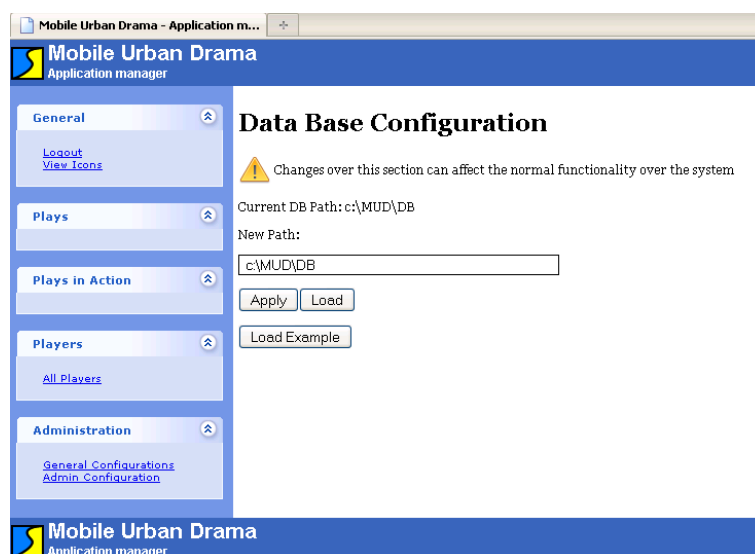 Mobile Urban Drama - Application m...
Mobile Urban Drama
Application manager
General
Logout
View Icons
Plays
Plays in Action
Players
All Players
Administration
General Configurations
Admin Configuration
Data Base Configuration
Changes over this section can affect the normal functionality over the system
Current DB Path: c:\MUD\DB
New Path:
c:\MUD\DB
Apply Load
Load Example
Mobile Urban Drama
Application manager